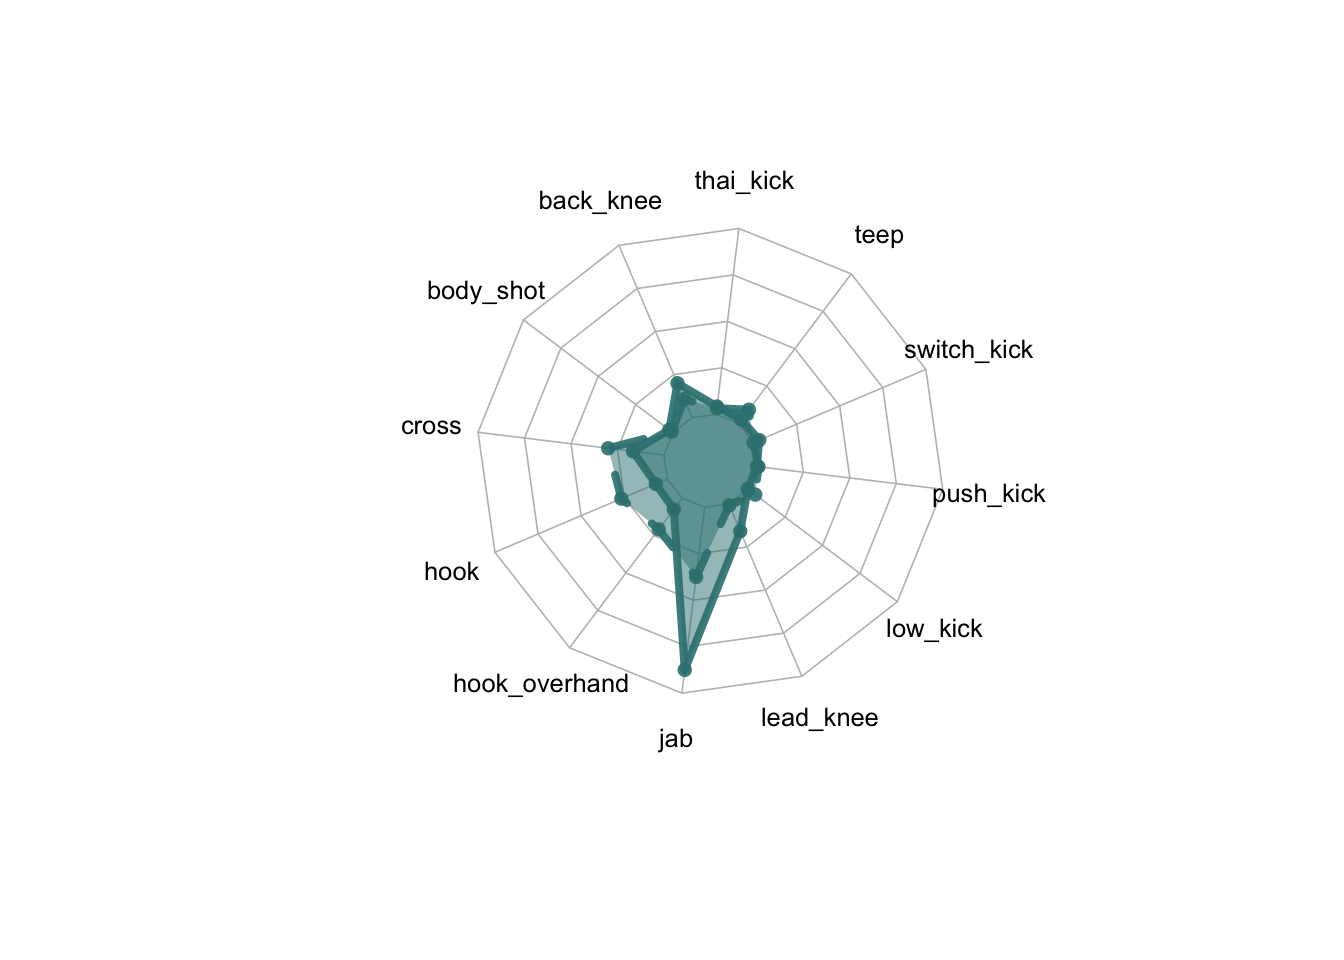 thai_kick
back_knee
teep
body_shot
switch_kick
cross
push_kick
hook
low_kick
hook_overhand
lead_knee
jab